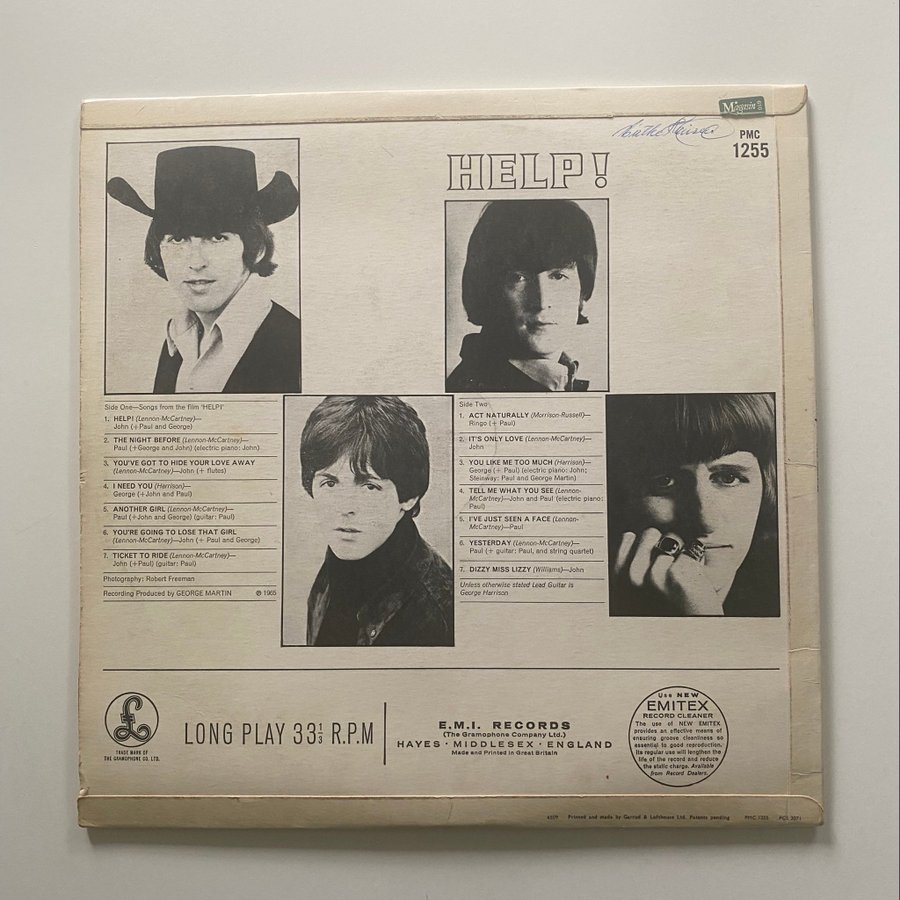 Magasin
PMC
1255
HELP!
Side One—Songs from the film "HELP!"
1. HELP! (Lennon-McCartney)—
John (+Paul and George)
2. THE NIGHT BEFORE (Lennon-McCartney)—
Paul (+George and John) (electric piano: John)
3. YOU'VE GOT TO HIDE YOUR LOVE AWAY
(Lennon-McCartney)—John (+ flutes)
4. I NEED YOU (Harrison)—
George (+John and Paul)
5. ANOTHER GIRL (Lennon-McCartney)—
Paul (+John and George) (guitar: Paul)
6. YOU'RE GOING TO LOSE THAT GIRL
(Lennon-McCartney)—John (+Paul and George)
7. TICKET TO RIDE (Lennon-McCartney)—
John (+Paul) (guitar: Paul)
Photography: Robert Freeman
Recording Produced by GEORGE MARTIN ℗ 1965
Side Two
1. ACT NATURALLY (Morrison-Russell)—
Ringo (+ Paul)
2. IT'S ONLY LOVE (Lennon-McCartney)—
John
3. YOU LIKE ME TOO MUCH (Harrison)—
George (+ Paul) (electric piano: John;
Steinway: Paul and George Martin)
4. TELL ME WHAT YOU SEE (Lennon-
McCartney)—John and Paul (electric piano:
Paul)
5. I'VE JUST SEEN A FACE (Lennon-
McCartney)—Paul
6. YESTERDAY (Lennon-McCartney)—
Paul (+ guitar: Paul, and string quartet)
7. DIZZY MISS LIZZY (Williams)—John
Unless otherwise stated Lead Guitar is
George Harrison
£
TRADE MARK OF
THE GRAMOPHONE CO. LTD.
LONG PLAY 33⅓ R.P.M
E.M.I. RECORDS
(The Gramophone Company Ltd.)
HAYES · MIDDLESEX · ENGLAND
Made and Printed in Great Britain
Use NEW
EMITEX
RECORD CLEANER
The use of NEW EMITEX
provides an effective means of
ensuring groove cleanliness so
essential to good reproduction.
Its regular use will lengthen the
life of the record and reduce
the static charge. Available
from Record Dealers.
Printed and made by Garrod & Lofthouse Ltd. Patents pending PMC 1255 PCS 3071